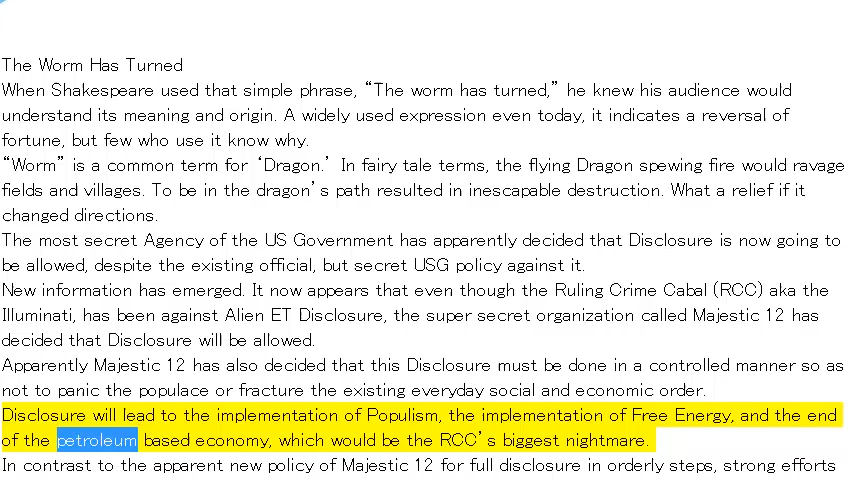 The Worm Has Turned
When Shakespeare used that simple phrase, “The worm has turned,” he knew his audience would
understand its meaning and origin. A widely used expression even today, it indicates a reversal of
fortune, but few who use it know why.
“Worm” is a common term for ‘Dragon.’ In fairy tale terms, the flying Dragon spewing fire would ravage
fields and villages. To be in the dragon’s path resulted in inescapable destruction. What a relief if it
changed directions.
The most secret Agency of the US Government has apparently decided that Disclosure is now going to
be allowed, despite the existing official, but secret USG policy against it.
New information has emerged. It now appears that even though the Ruling Crime Cabal (RCC) aka the
Illuminati, has been against Alien ET Disclosure, the super secret organization called Majestic 12 has
decided that Disclosure will be allowed.
Apparently Majestic 12 has also decided that this Disclosure must be done in a controlled manner so as
not to panic the populace or fracture the existing everyday social and economic order.
Disclosure will lead to the implementation of Populism, the implementation of Free Energy, and the end
of the petroleum based economy, which would be the RCC’s biggest nightmare.
In contrast to the apparent new policy of Majestic 12 for full disclosure in orderly steps, strong efforts